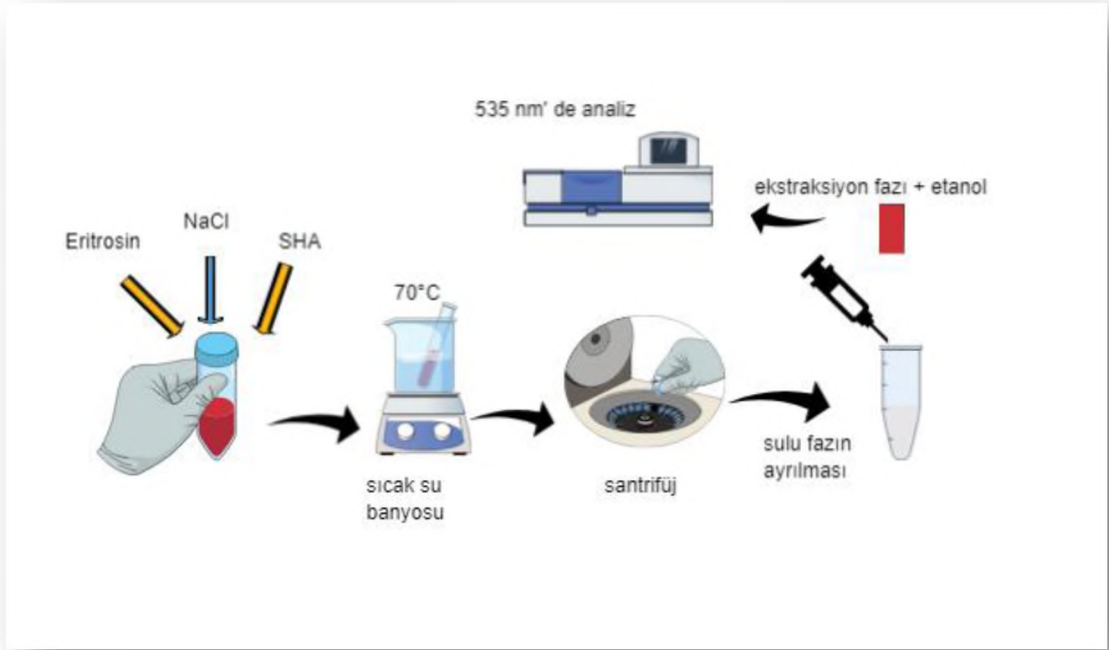 Eritrosin
NaCl
SHA
70°C
sıcak su
banyosu
santrifüj
sulu fazın
ayrılması
ekstraksiyon fazı + etanol
535 nm' de analiz